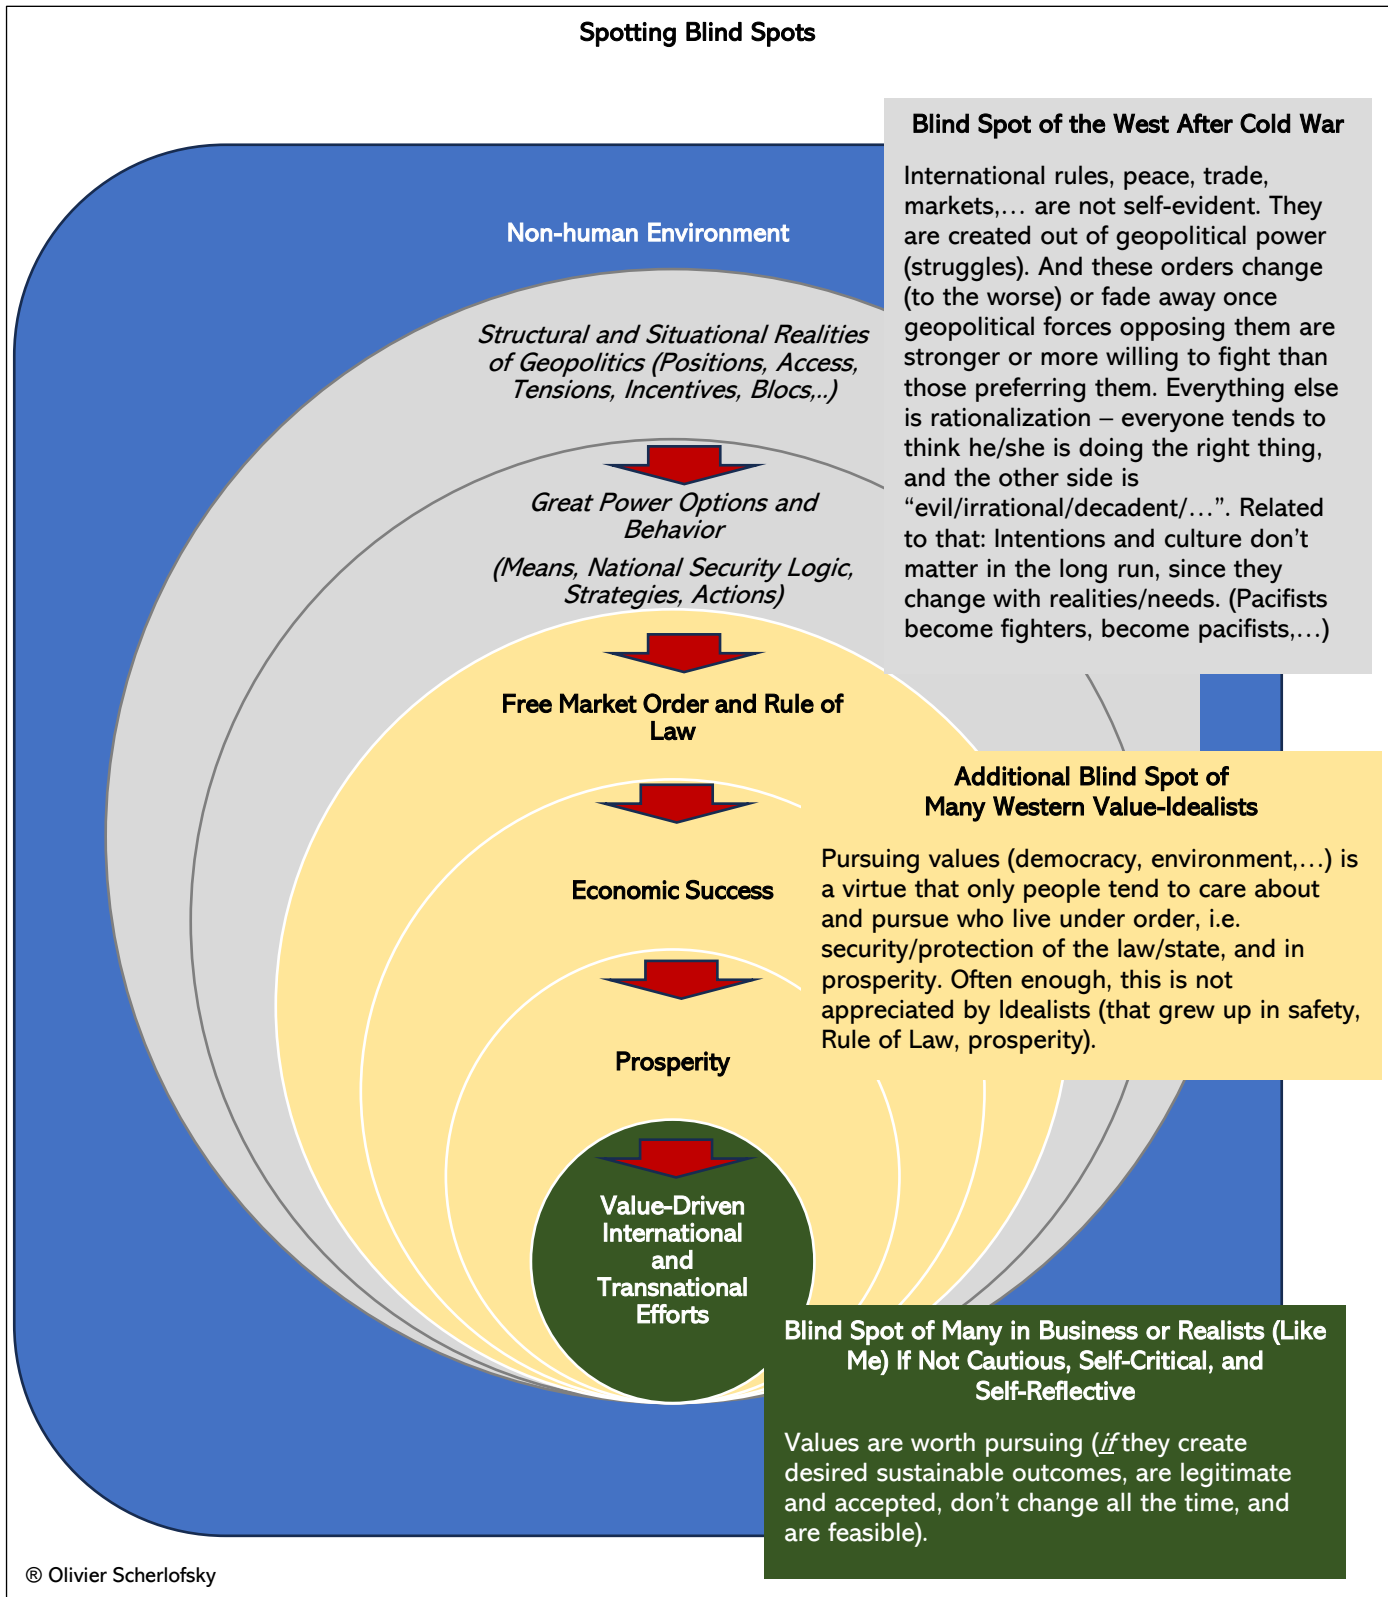 Spotting Blind Spots
Blind Spot of the West After Cold War
International rules, peace, trade,
markets,… are not self-evident. They
are created out of geopolitical power
(struggles). And these orders change
(to the worse) or fade away once
geopolitical forces opposing them are
stronger or more willing to fight than
those preferring them. Everything else
is rationalization – everyone tends to
think he/she is doing the right thing,
and the other side is
“evil/irrational/decadent/…”. Related
to that: Intentions and culture don’t
matter in the long run, since they
change with realities/needs. (Pacifists
become fighters, become pacifists,…)
Non-human Environment
Structural and Situational Realities
of Geopolitics (Positions, Access,
Tensions, Incentives, Blocs,..)
Great Power Options and
Behavior
(Means, National Security Logic,
Strategies, Actions)
Free Market Order and Rule of
Law
Additional Blind Spot of
Many Western Value-Idealists
Pursuing values (democracy, environment,…) is
a virtue that only people tend to care about
and pursue who live under order, i.e.
security/protection of the law/state, and in
prosperity. Often enough, this is not
appreciated by Idealists (that grew up in safety,
Rule of Law, prosperity).
Economic Success
Prosperity
Value-Driven
International
and
Transnational
Efforts
Blind Spot of Many in Business or Realists (Like
Me) If Not Cautious, Self-Critical, and
Self-Reflective
Values are worth pursuing (if they create
desired sustainable outcomes, are legitimate
and accepted, don’t change all the time, and
are feasible).
® Olivier Scherlofsky